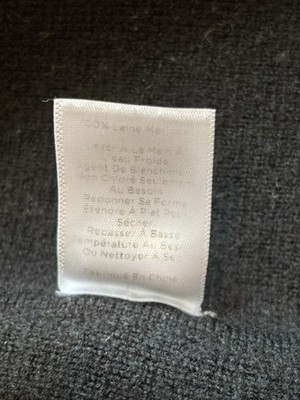 100% Laine Mérinos
Laver À La Main À
L'eau Froide
Agent De Blanchiment
Non Chloré Seulement
Au Besoin
Redonner Sa Forme
Étendre À Plat Pour
Sécher
Repasser À Basse
Température Au Besoin
Ou Nettoyer À Sec
Fabriqué En Chine